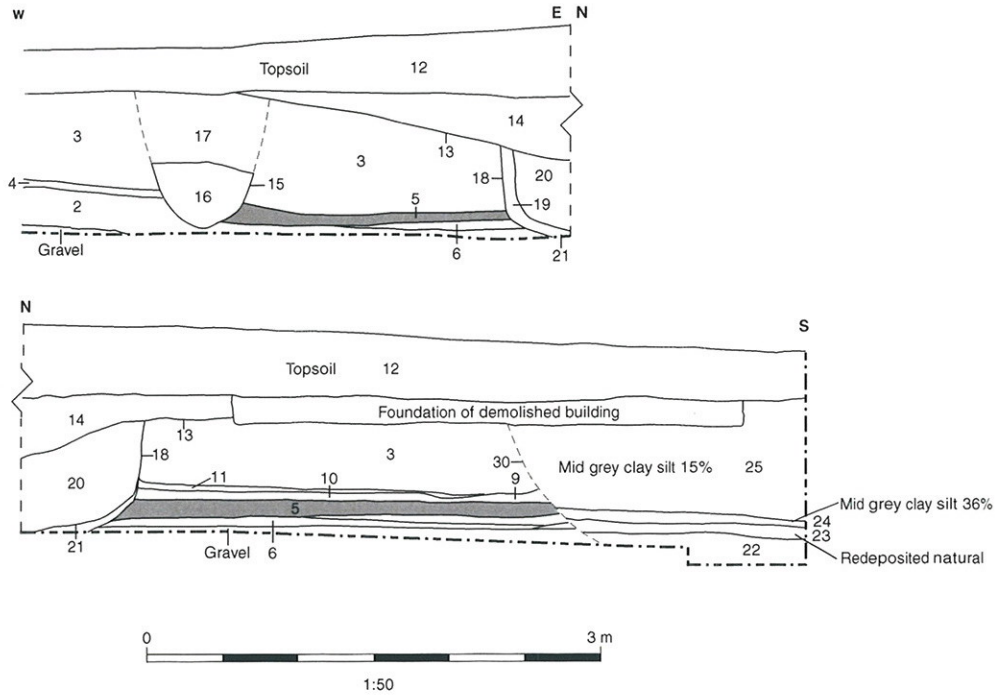 W E N
Topsoil 12
14
3 17 13
3
4 16 15 18 20
2 5 19
Gravel 6 21
N S
Topsoil 12
14 Foundation of demolished building
13
18 3 30 Mid grey clay silt 15% 25
20 11 10 9
5 Mid grey clay silt 36%
24
23
21 Gravel 6 22 Redeposited natural
0 3 m
1:50